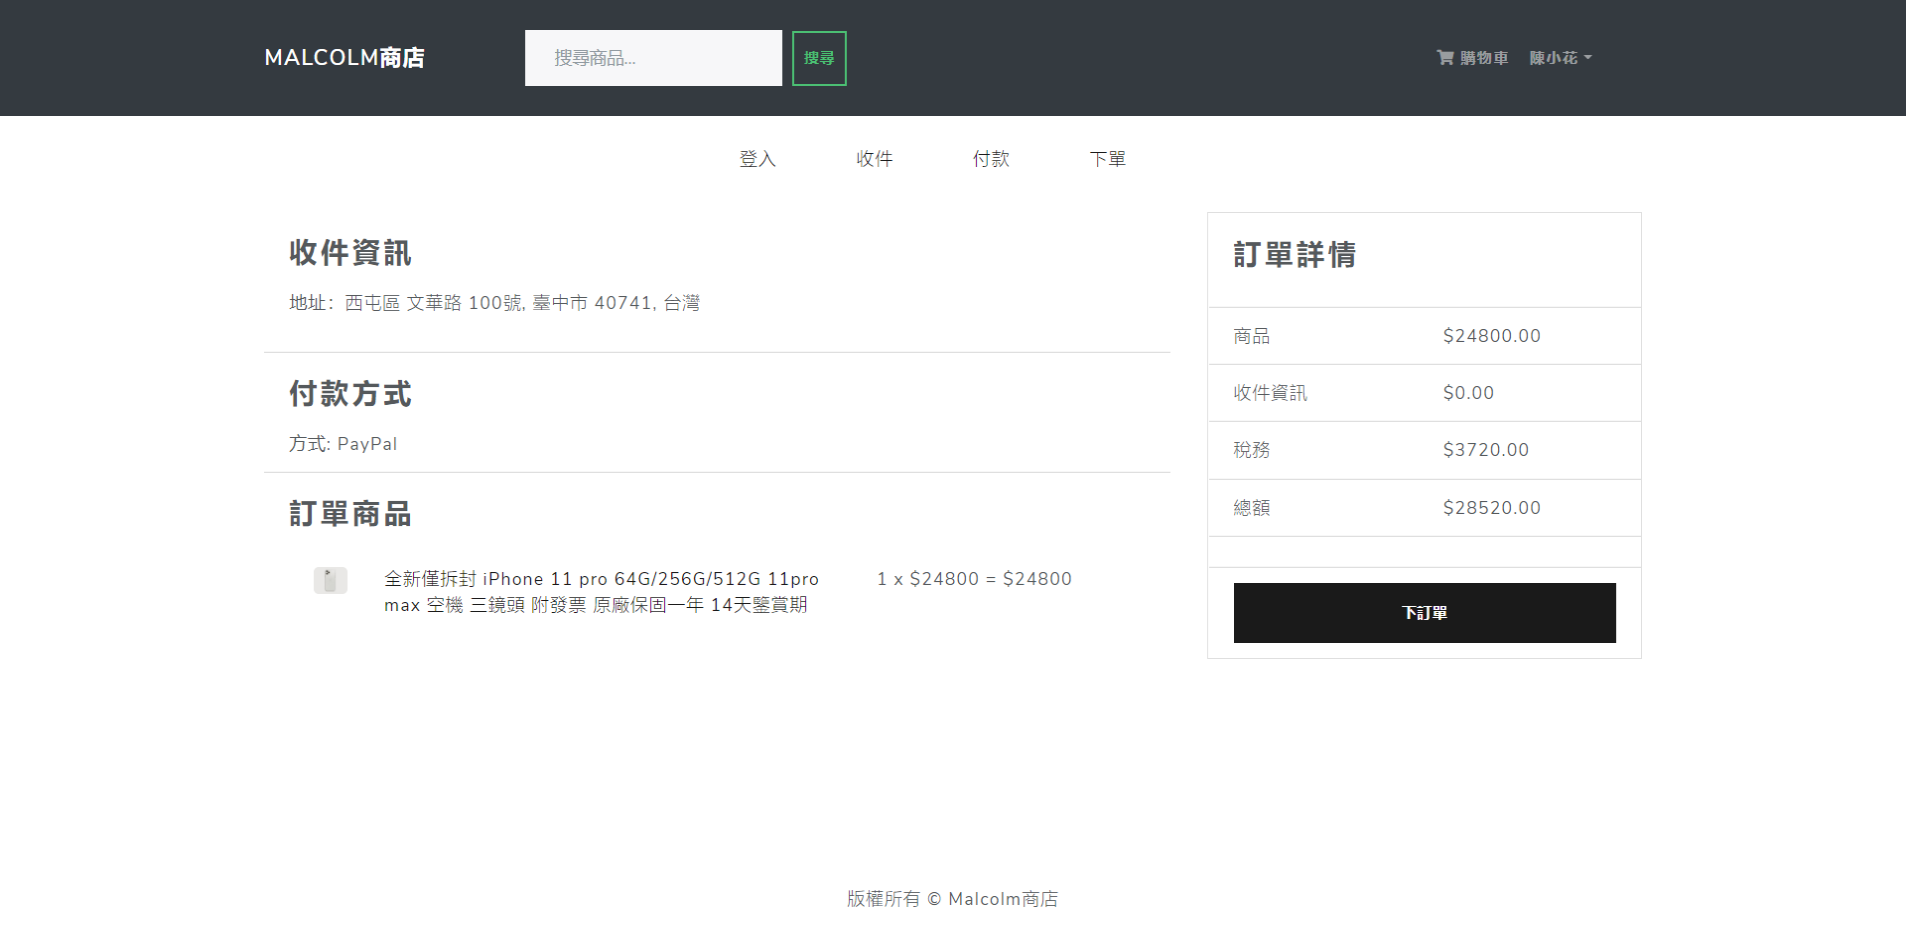 MALCOLM商店
搜尋商品...
搜尋
購物車
陳小花
登入
收件
付款
下單
收件資訊
地址: 西屯區 文華路 100號, 臺中市 40741, 台灣
付款方式
方式: PayPal
訂單商品
全新僅拆封 iPhone 11 pro 64G/256G/512G 11pro
max 空機 三鏡頭 附發票 原廠保固一年 14天鑒賞期
1 x $24800 = $24800
訂單詳情
商品 $24800.00
收件資訊 $0.00
稅務 $3720.00
總額 $28520.00
下訂單
版權所有 © Malcolm商店